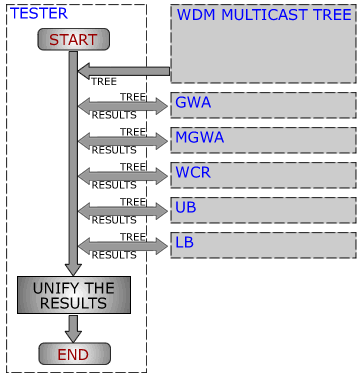 TESTER
WDM MULTICAST TREE
START
TREE
TREE
GWA
RESULTS
TREE
MGWA
RESULTS
TREE
WCR
RESULTS
TREE
UB
RESULTS
TREE
LB
RESULTS
UNIFY THE
RESULTS
END